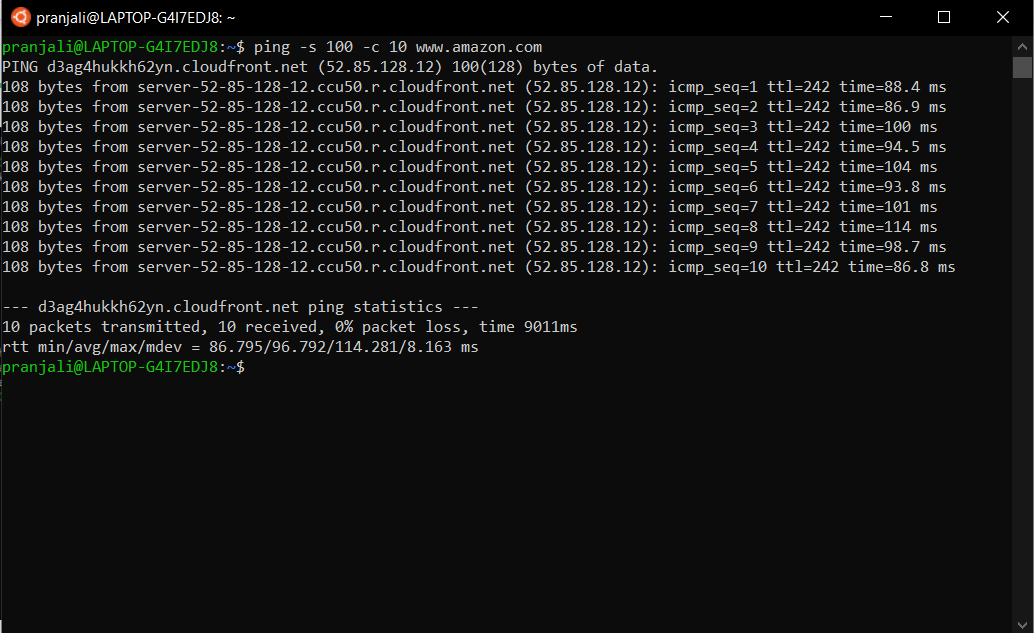 pranjali@LAPTOP-G4I7EDJ8: ~
pranjali@LAPTOP-G4I7EDJ8:~$ ping -s 100 -c 10 www.amazon.com
PING d3ag4hukkh62yn.cloudfront.net (52.85.128.12) 100(128) bytes of data.
108 bytes from server-52-85-128-12.ccu50.r.cloudfront.net (52.85.128.12): icmp_seq=1 ttl=242 time=88.4 ms
108 bytes from server-52-85-128-12.ccu50.r.cloudfront.net (52.85.128.12): icmp_seq=2 ttl=242 time=86.9 ms
108 bytes from server-52-85-128-12.ccu50.r.cloudfront.net (52.85.128.12): icmp_seq=3 ttl=242 time=100 ms
108 bytes from server-52-85-128-12.ccu50.r.cloudfront.net (52.85.128.12): icmp_seq=4 ttl=242 time=94.5 ms
108 bytes from server-52-85-128-12.ccu50.r.cloudfront.net (52.85.128.12): icmp_seq=5 ttl=242 time=104 ms
108 bytes from server-52-85-128-12.ccu50.r.cloudfront.net (52.85.128.12): icmp_seq=6 ttl=242 time=93.8 ms
108 bytes from server-52-85-128-12.ccu50.r.cloudfront.net (52.85.128.12): icmp_seq=7 ttl=242 time=101 ms
108 bytes from server-52-85-128-12.ccu50.r.cloudfront.net (52.85.128.12): icmp_seq=8 ttl=242 time=114 ms
108 bytes from server-52-85-128-12.ccu50.r.cloudfront.net (52.85.128.12): icmp_seq=9 ttl=242 time=98.7 ms
108 bytes from server-52-85-128-12.ccu50.r.cloudfront.net (52.85.128.12): icmp_seq=10 ttl=242 time=86.8 ms
--- d3ag4hukkh62yn.cloudfront.net ping statistics ---
10 packets transmitted, 10 received, 0% packet loss, time 9011ms
rtt min/avg/max/mdev = 86.795/96.792/114.281/8.163 ms
pranjali@LAPTOP-G4I7EDJ8:~$